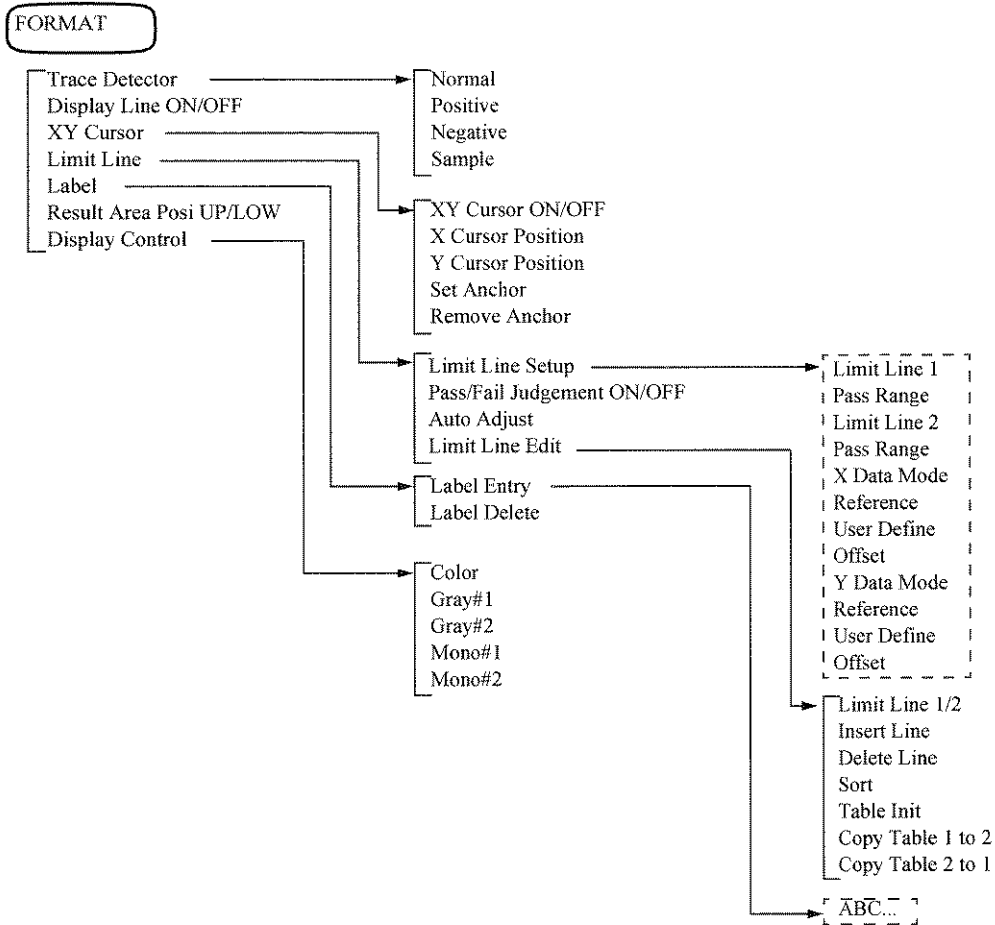 FORMAT
Trace Detector
Display Line ON/OFF
XY Cursor
Limit Line
Label
Result Area Posi UP/LOW
Display Control
Normal
Positive
Negative
Sample
XY Cursor ON/OFF
X Cursor Position
Y Cursor Position
Set Anchor
Remove Anchor
Limit Line Setup
Pass/Fail Judgement ON/OFF
Auto Adjust
Limit Line Edit
Label Entry
Label Delete
Color
Gray#1
Gray#2
Mono#1
Mono#2
Limit Line 1
Pass Range
Limit Line 2
Pass Range
X Data Mode
Reference
User Define
Offset
Y Data Mode
Reference
User Define
Offset
Limit Line 1/2
Insert Line
Delete Line
Sort
Table Init
Copy Table 1 to 2
Copy Table 2 to 1
ABC...